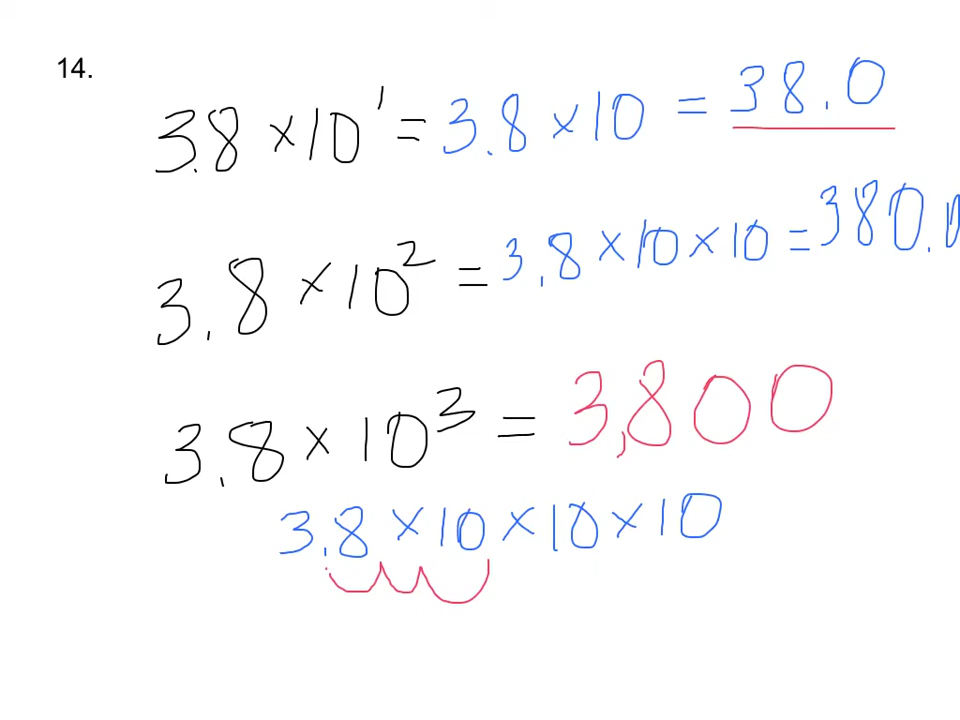 14.
3.8 × 10¹ = 3.8 × 10 = 38.0
3.8 × 10² = 3.8 × 10 × 10 = 380.0
3.8 × 10³ = 3,800
3.8 × 10 × 10 × 10